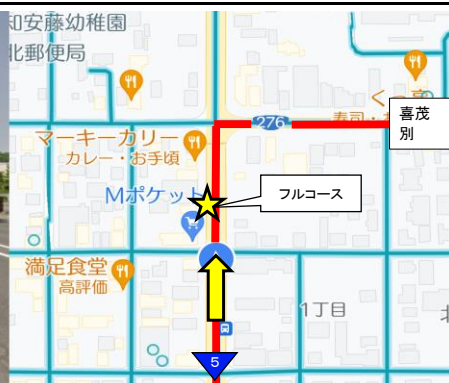 和安藤幼稚園
北郵便局
マーキーカリー
カレー・お手頃
276
喜茂
別
Mポケット
フルコース
満足食堂
高評価
1丁目
北
5